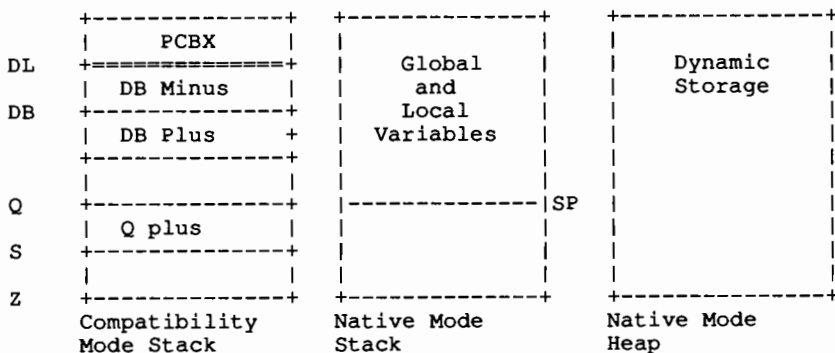 PCBX
DL Global Dynamic
DB Minus and Storage
DB Local
DB Plus Variables
Q SP
Q plus
S
Z
Compatibility Native Mode Native Mode
Mode Stack Stack Heap